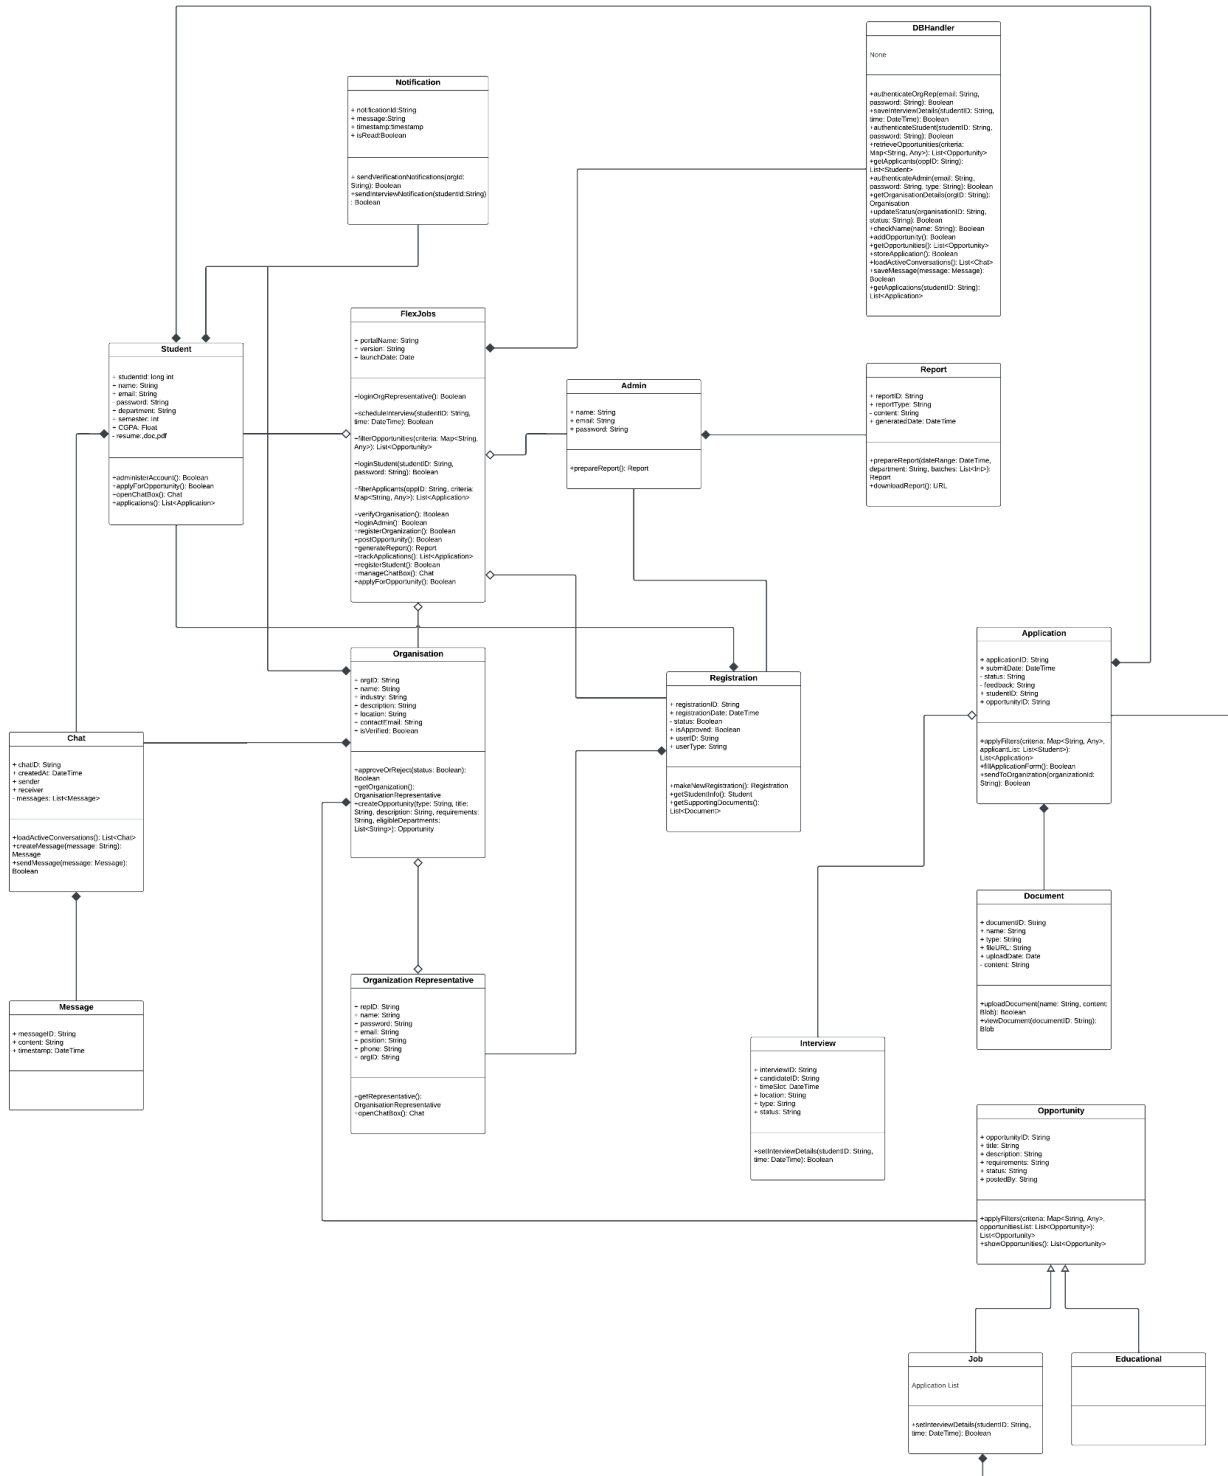 DBHandler
None
+authenticateOrgRep(email: String,
password: String): Boolean
+saveInterviewDetails(studentID: String,
time: DateTime): Boolean
+authenticateStudent(studentID: String,
password: String): Boolean
+retrieveOpportunities(criteria:
Map<String, Any>): List<Opportunity>
+getApplicants(oppID: String):
List<Student>
+authenticateAdmin(email: String,
password: String, type: String): Boolean
+getOrganisationDetails(orgID: String):
Organisation
+updateStatus(organisationID: String,
status: String): Boolean
+checkName(name: String): Boolean
+addOpportunity(): Boolean
+getOpportunities(): List<Opportunity>
+storeApplication(): Boolean
+loadActiveConversations(): List<Chat>
+saveMessage(message: Message):
Boolean
+getApplications(studentID: String):
List<Application>
Notification
+ notificationId:String
+ message:String
+ timestamp:timestamp
+ isRead:Boolean
+ sendVerificationNotifications(orgId:
String): Boolean
+sendInterviewNotification(studentId:String)
: Boolean
FlexJobs
+ portalName: String
+ version: String
+ launchDate: Date
+loginOrgRepresentative(): Boolean
+scheduleInterview(studentID: String,
time: DateTime): Boolean
+filterOpportunities(criteria: Map<String,
Any>): List<Opportunity>
+loginStudent(studentID: String,
password: String): Boolean
+filterApplicants(oppID: String, criteria:
Map<String, Any>): List<Application>
+verifyOrganisation(): Boolean
+loginAdmin(): Boolean
+registerOrganization(): Boolean
+postOpportunity(): Boolean
+generateReport(): Report
+trackApplications(): List<Application>
+registerStudent(): Boolean
+manageChatBox(): Chat
+applyForOpportunity(): Boolean
Student
+ studentId: long int
+ name: String
+ email: String
- password: String
+ department: String
+ semester: Int
+ CGPA: Float
- resume:,doc,pdf
+administerAccount(): Boolean
+applyForOpportunity(): Boolean
+openChatBox(): Chat
+applications(): List<Application>
Admin
+ name: String
+ email: String
+ password: String
+prepareReport(): Report
Report
+ reportID: String
+ reportType: String
- content: String
+ generatedDate: DateTime
+prepareReport(dateRange: DateTime,
department: String, batches: List<Int>):
Report
+downloadReport(): URL
Organisation
+ orgID: String
+ name: String
+ industry: String
+ description: String
+ location: String
+ contactEmail: String
+ isVerified: Boolean
+approveOrReject(status: Boolean):
Boolean
+getOrganization():
OrganisationRepresentative
+createOpportunity(type: String, title:
String, description: String, requirements:
String, eligibleDepartments:
List<String>): Opportunity
Registration
+ registrationID: String
+ registrationDate: DateTime
- status: Boolean
+ isApproved: Boolean
+ userID: String
+ userType: String
+makeNewRegistration(): Registration
+getStudentInfo(): Student
+getSupportingDocuments():
List<Document>
Application
+ applicationID: String
+ submitDate: DateTime
- status: String
- feedback: String
+ studentID: String
+ opportunityID: String
+applyFilters(criteria: Map<String, Any>,
applicantList: List<Student>):
List<Application>
+fillApplicationForm(): Boolean
+sendToOrganization(organizationId:
String): Boolean
Chat
+ chatID: String
+ createdAt: DateTime
+ sender
+ receiver
- messages: List<Message>
+loadActiveConversations(): List<Chat>
+createMessage(message: String):
Message
+sendMessage(message: Message):
Boolean
Document
+ documentID: String
+ name: String
+ type: String
+ fileURL: String
+ uploadDate: Date
- content: String
+uploadDocument(name: String, content:
Blob): Boolean
+viewDocument(documentID: String):
Blob
Organization Representative
+ repID: String
+ name: String
+ password: String
+ email: String
+ position: String
+ phone: String
+ orgID: String
+getRepresentative():
OrganisationRepresentative
+openChatBox(): Chat
Message
+ messageID: String
+ content: String
+ timestamp: DateTime
Interview
+ interviewID: String
+ candidateID: String
+ timeSlot: DateTime
+ location: String
+ type: String
+ status: String
+setInterviewDetails(studentID: String,
time: DateTime): Boolean
Opportunity
+ opportunityID: String
+ title: String
+ description: String
+ requirements: String
+ status: String
+ postedBy: String
+applyFilters(criteria: Map<String, Any>,
opportunitiesList: List<Opportunity>):
List<Opportunity>
+showOpportunities(): List<Opportunity>
Job
Application List
+setInterviewDetails(studentID: String,
time: DateTime): Boolean
Educational